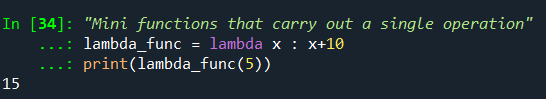 In [34]: "Mini functions that carry out a single operation"
...: lambda_func = lambda x : x+10
...: print(lambda_func(5))
15